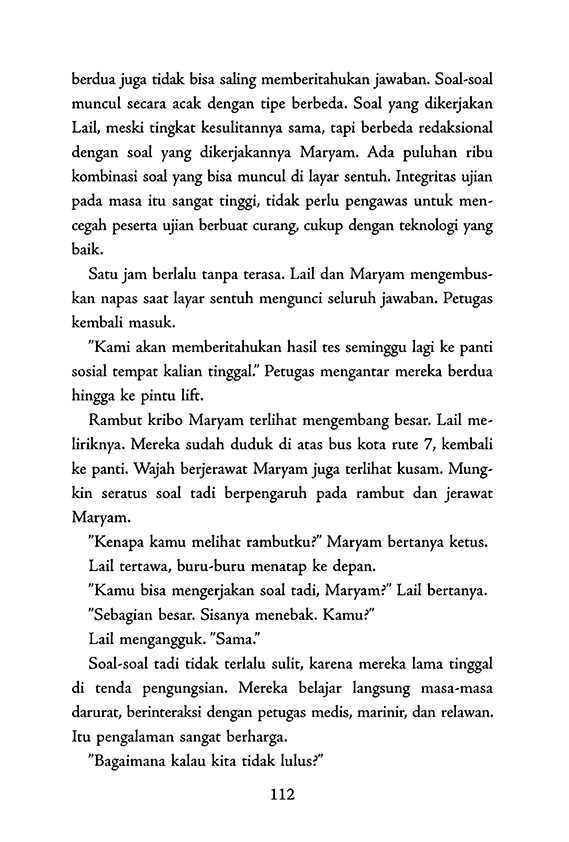 berdua juga tidak bisa saling memberitahukan jawaban. Soal-soal
muncul secara acak dengan tipe berbeda. Soal yang dikerjakan
Lail, meski tingkat kesulitannya sama, tapi berbeda redaksional
dengan soal yang dikerjakannya Maryam. Ada puluhan ribu
kombinasi soal yang bisa muncul di layar sentuh. Integritas ujian
pada masa itu sangat tinggi, tidak perlu pengawas untuk men-
cegah peserta ujian berbuat curang, cukup dengan teknologi yang
baik.
Satu jam berlalu tanpa terasa. Lail dan Maryam mengembus-
kan napas saat layar sentuh mengunci seluruh jawaban. Petugas
kembali masuk.
"Kami akan memberitahukan hasil tes seminggu lagi ke panti
sosial tempat kalian tinggal." Petugas mengantar mereka berdua
hingga ke pintu lift.
Rambut kribo Maryam terlihat mengembang besar. Lail me-
liriknya. Mereka sudah duduk di atas bus kota rute 7, kembali
ke panti. Wajah berjerawat Maryam juga terlihat kusam. Mung-
kin seratus soal tadi berpengaruh pada rambut dan jerawat
Maryam.
"Kenapa kamu melihat rambutku?" Maryam bertanya ketus.
Lail tertawa, buru-buru menatap ke depan.
"Kamu bisa mengerjakan soal tadi, Maryam?" Lail bertanya.
"Sebagian besar. Sisanya menebak. Kamu?"
Lail mengangguk. "Sama."
Soal-soal tadi tidak terlalu sulit, karena mereka lama tinggal
di tenda pengungsian. Mereka belajar langsung masa-masa
darurat, berinteraksi dengan petugas medis, marinir, dan relawan.
Itu pengalaman sangat berharga.
"Bagaimana kalau kita tidak lulus?"
112